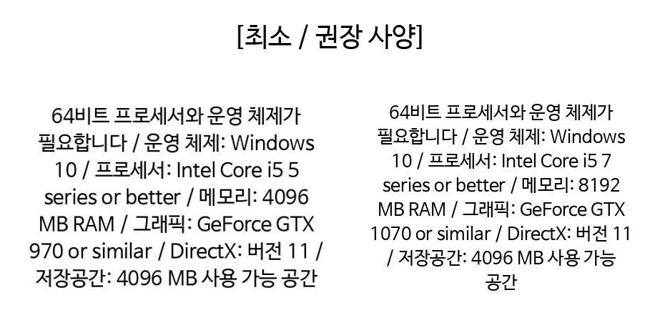 [최소 / 권장 사양]
64비트 프로세서와 운영 체제가
필요합니다 / 운영 체제: Windows
10 / 프로세서: Intel Core i5 5
series or better / 메모리: 4096
MB RAM / 그래픽: GeForce GTX
970 or similar / DirectX: 버전 11 /
저장공간: 4096 MB 사용 가능 공간
64비트 프로세서와 운영 체제가
필요합니다 / 운영 체제: Windows
10 / 프로세서: Intel Core i5 7
series or better / 메모리: 8192
MB RAM / 그래픽: GeForce GTX
1070 or similar / DirectX: 버전 11
/ 저장공간: 4096 MB 사용 가능
공간